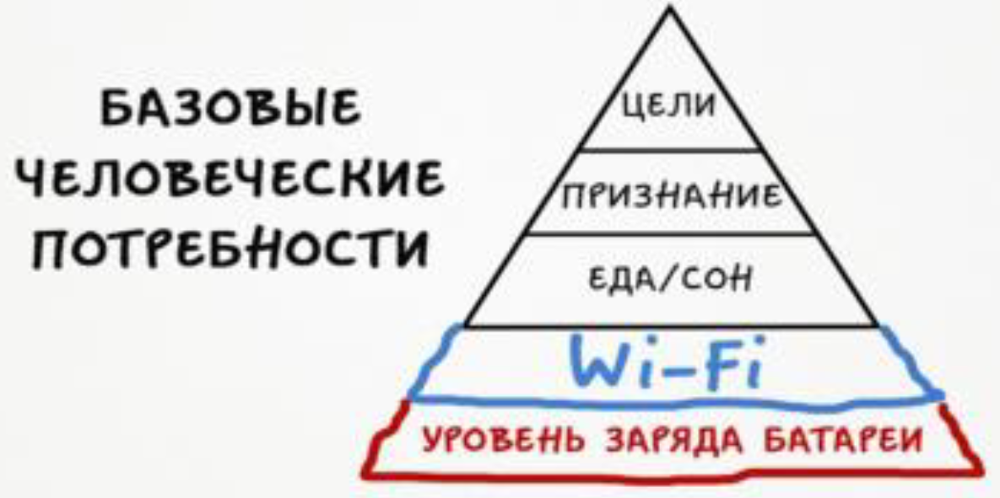 БАЗОВЫЕ
ЧЕЛОВЕЧЕСКИЕ
ПОТРЕБНОСТИ
ЦЕЛИ
ПРИЗНАНИЕ
ЕДА/СОН
Wi-Fi
УРОВЕНЬ ЗАРЯДА БАТАРЕИ